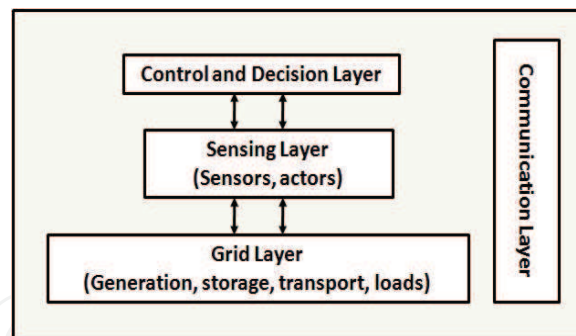 Control and Decision Layer
Sensing Layer
(Sensors, actors)
Grid Layer
(Generation, storage, transport, loads)
Communication Layer